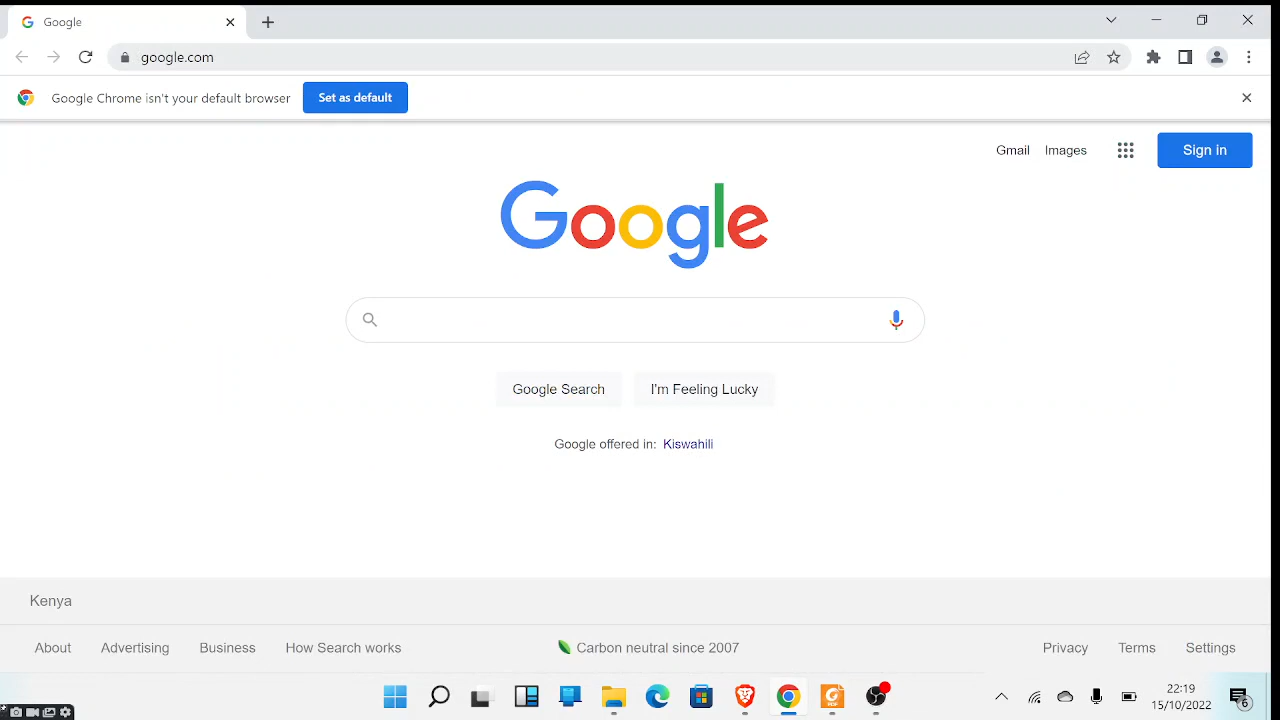 Google
google.com
Google Chrome isn't your default browser
Set as default
Gmail
Images
Sign in
Google
Google Search
I'm Feeling Lucky
Google offered in: Kiswahili
Kenya
About
Advertising
Business
How Search works
Carbon neutral since 2007
Privacy
Terms
Settings
22:19
15/10/2022
6